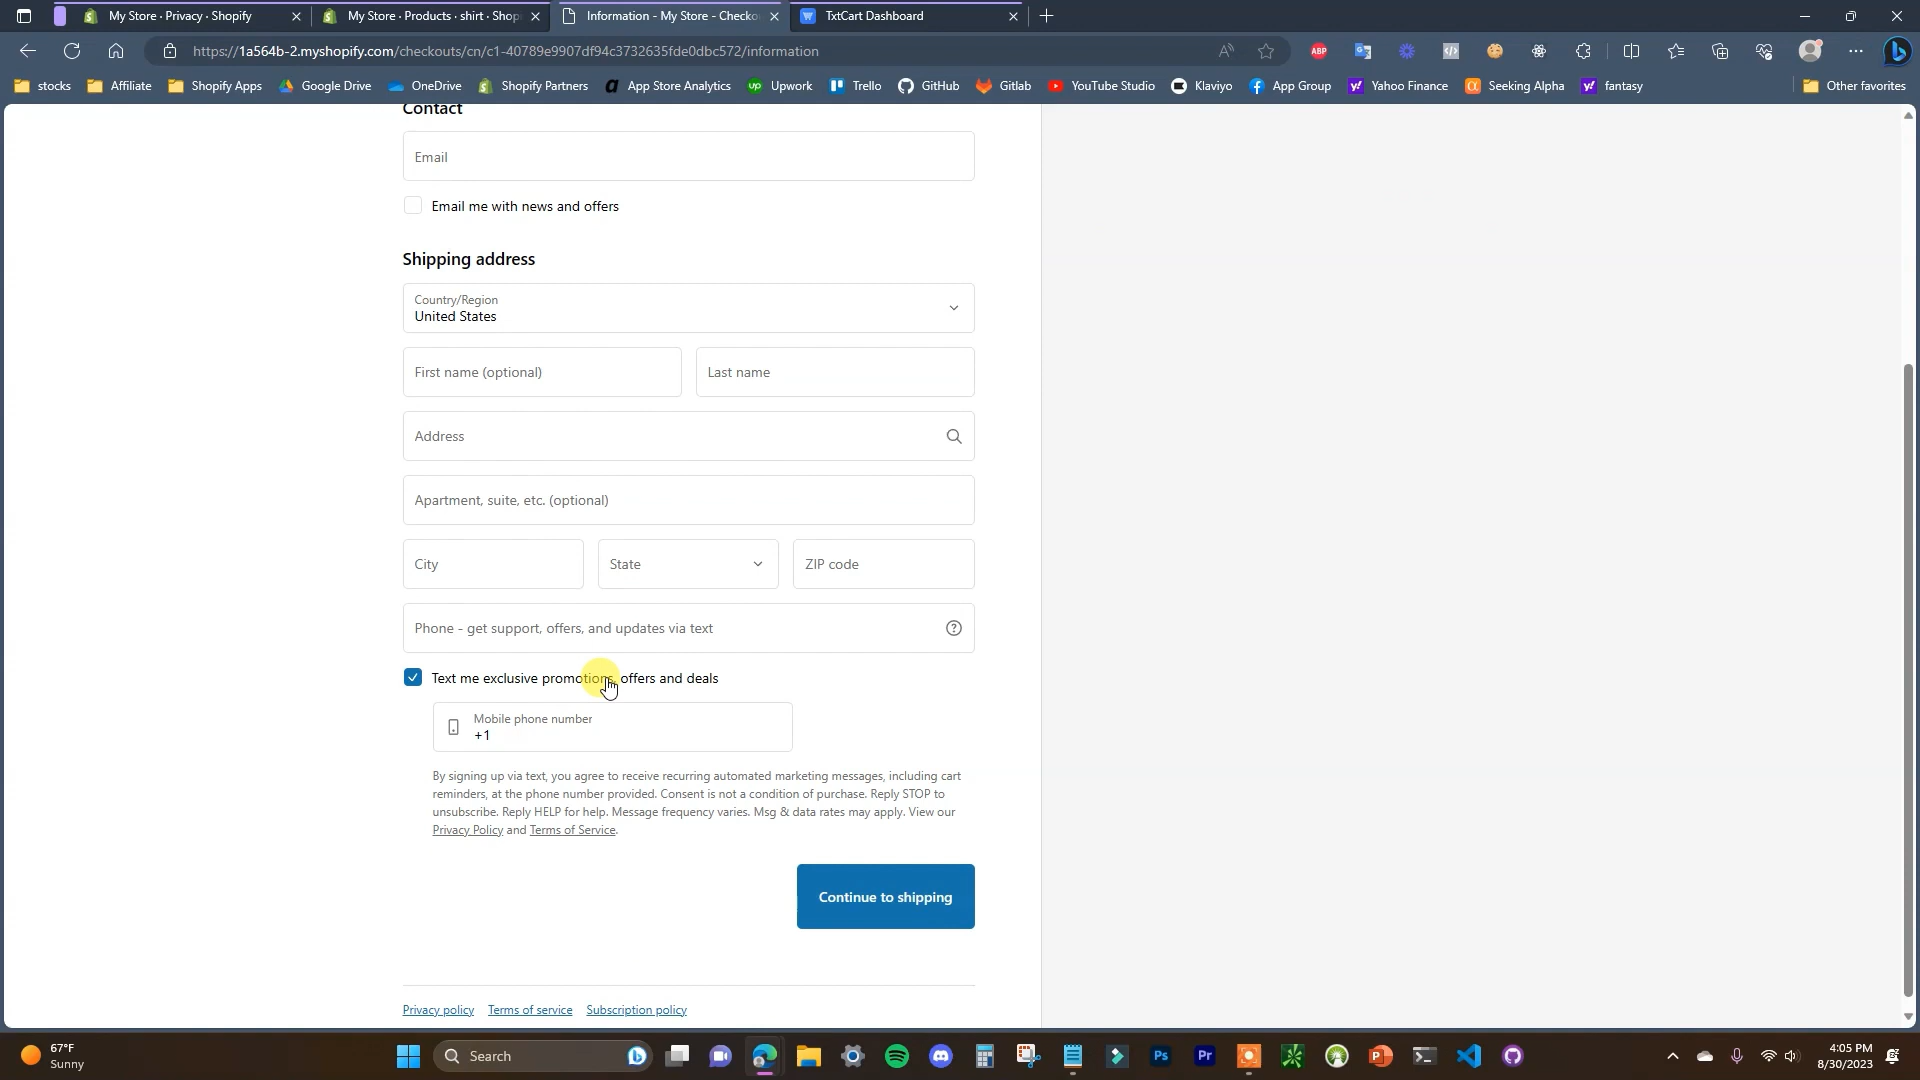 My Store · Privacy · Shopify
My Store · Products · shirt · Shop
Information - My Store - Checko
TxtCart Dashboard
https://1a564b-2.myshopify.com/checkouts/cn/c1-40789e9907df94c3732635fde0dbc572/information
ABP
stocks
Affiliate
Shopify Apps
Google Drive
OneDrive
Shopify Partners
App Store Analytics
up
Upwork
Trello
GitHub
Gitlab
YouTube Studio
Klaviyo
App Group
y!
Yahoo Finance
Seeking Alpha
y!
fantasy
Other favorites
Contact
Email
Email me with news and offers
Shipping address
Country/Region
United States
First name (optional)
Last name
Address
Apartment, suite, etc. (optional)
City
State
ZIP code
Phone - get support, offers, and updates via text
Text me exclusive promotions, offers and deals
Mobile phone number
+1
By signing up via text, you agree to receive recurring automated marketing messages, including cart
reminders, at the phone number provided. Consent is not a condition of purchase. Reply STOP to
unsubscribe. Reply HELP for help. Message frequency varies. Msg & data rates may apply. View our
Privacy Policy and Terms of Service.
Continue to shipping
Privacy policy
Terms of service
Subscription policy
67°F
Sunny
Search
Ps
Pr
4:05 PM
8/30/2023